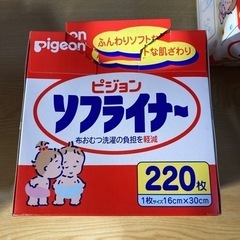 Pigeon
ふんわりソフト
な肌ざわり
ピジョン
ソフライナー
布おむつ洗濯の負担を軽減
220枚
1枚サイズ16cm×30cm